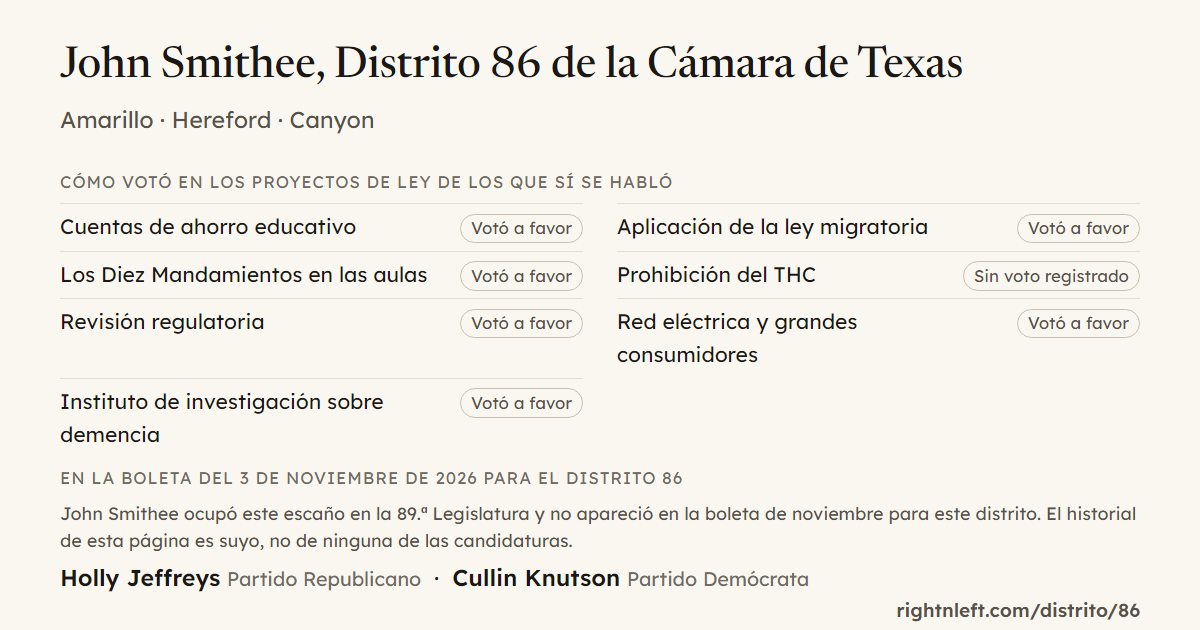 John Smithee, Distrito 86 de la Cámara de Texas
Amarillo · Hereford · Canyon
CÓMO VOTÓ EN LOS PROYECTOS DE LEY DE LOS QUE SÍ SE HABLÓ
Cuentas de ahorro educativo Votó a favor
Aplicación de la ley migratoria Votó a favor
Los Diez Mandamientos en las aulas Votó a favor
Prohibición del THC Sin voto registrado
Revisión regulatoria Votó a favor
Red eléctrica y grandes Votó a favor
consumidores
Instituto de investigación sobre Votó a favor
demencia
EN LA BOLETA DEL 3 DE NOVIEMBRE DE 2026 PARA EL DISTRITO 86
John Smithee ocupó este escaño en la 89.ª Legislatura y no apareció en la boleta de noviembre para este distrito. El historial
de esta página es suyo, no de ninguna de las candidaturas.
Holly Jeffreys Partido Republicano · Cullin Knutson Partido Demócrata
rightnleft.com/distrito/86